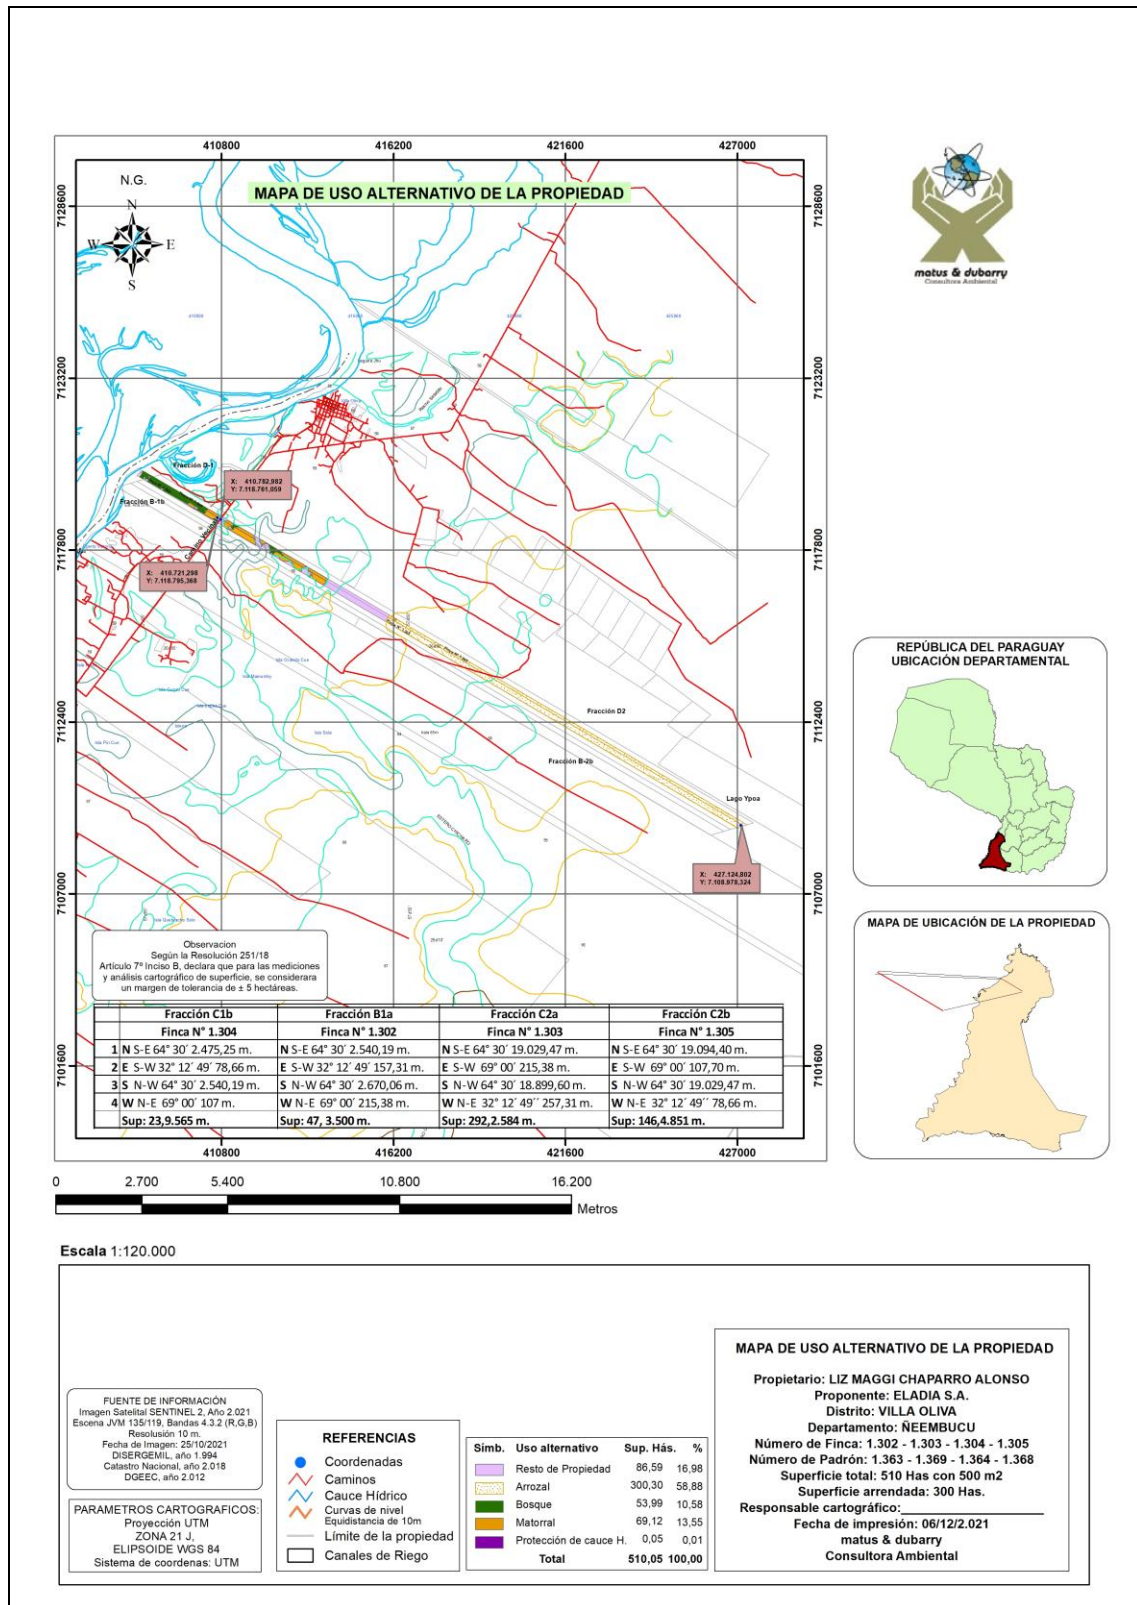 410800 416200 421600 427000
N.G.
MAPA DE USO ALTERNATIVO DE LA PROPIEDAD
N
W E
S
matus & dubarry
Consultora Ambiental
7128600 7128600
7123200 7123200
Fracción D-1
X: 410.782,982
Y: 7.118.761,059
Fracción B-1b
7117800 7117800
X: 410.721,298
Y: 7.118.795,368
REPÚBLICA DEL PARAGUAY
UBICACIÓN DEPARTAMENTAL
Isla Sola
Fracción D2
7112400 7112400
Fracción B-2b
Lago Ypoa
X: 427.124,802
Y: 7.108.978,324
7107000 7107000
MAPA DE UBICACIÓN DE LA PROPIEDAD
Observacion
Según la Resolución 251/18
Artículo 7º Inciso B, declara que para las mediciones
y análisis cartográfico de superficie, se considerara
un margen de tolerancia de ± 5 hectáreas.
Fracción C1b Fracción B1a Fracción C2a Fracción C2b
Finca N° 1.304 Finca N° 1.302 Finca N° 1.303 Finca N° 1.305
1 N S-E 64° 30´ 2.475,25 m. N S-E 64° 30´ 2.540,19 m. N S-E 64° 30´ 19.029,47 m. N S-E 64° 30´ 19.094,40 m.
2 E S-W 32° 12´ 49´ 78,66 m. E S-W 32° 12´ 49´ 157,31 m. E S-W 69° 00´ 215,38 m. E S-W 69° 00´ 107,70 m.
3 S N-W 64° 30´ 2.540,19 m. S N-W 64° 30´ 2.670,06 m. S N-W 64° 30´ 18.899,60 m. S N-W 64° 30´ 19.029,47 m.
4 W N-E 69° 00´ 107 m. W N-E 69° 00´ 215,38 m. W N-E 32° 12´ 49´´ 257,31 m. W N-E 32° 12´ 49´´ 78,66 m.
Sup: 23,9.565 m. Sup: 47, 3.500 m. Sup: 292,2.584 m. Sup: 146,4.851 m.
7101600 7101600
410800 416200 421600 427000
0 2.700 5.400 10.800 16.200
Metros
Escala 1:120.000
FUENTE DE INFORMACIÓN
Imagen Satelital SENTINEL 2, Año 2.021
Escena JVM 135/119, Bandas 4.3.2 (R,G,B)
Resolución 10 m.
Fecha de Imagen: 25/10/2021
DISERGEMIL, año 1.994
Catastro Nacional, año 2.018
DGEEC, año 2.012
PARAMETROS CARTOGRAFICOS:
Proyección UTM
ZONA 21 J,
ELIPSOIDE WGS 84
Sistema de coordenas: UTM
REFERENCIAS
Coordenadas
Caminos
Cauce Hídrico
Curvas de nivel
Equidistancia de 10m
Límite de la propiedad
Canales de Riego
Simb. Uso alternativo Sup. Hás. %
Resto de Propiedad 86,59 16,98
Arrozal 300,30 58,88
Bosque 53,99 10,58
Matorral 69,12 13,55
Protección de cauce H. 0,05 0,01
Total 510,05 100,00
MAPA DE USO ALTERNATIVO DE LA PROPIEDAD
Propietario: LIZ MAGGI CHAPARRO ALONSO
Proponente: ELADIA S.A.
Distrito: VILLA OLIVA
Departamento: ÑEEMBUCU
Número de Finca: 1.302 - 1.303 - 1.304 - 1.305
Número de Padrón: 1.363 - 1.369 - 1.364 - 1.368
Superficie total: 510 Has con 500 m2
Superficie arrendada: 300 Has.
Responsable cartográfico:
Fecha de impresión: 06/12/2.021
matus & dubarry
Consultora Ambiental